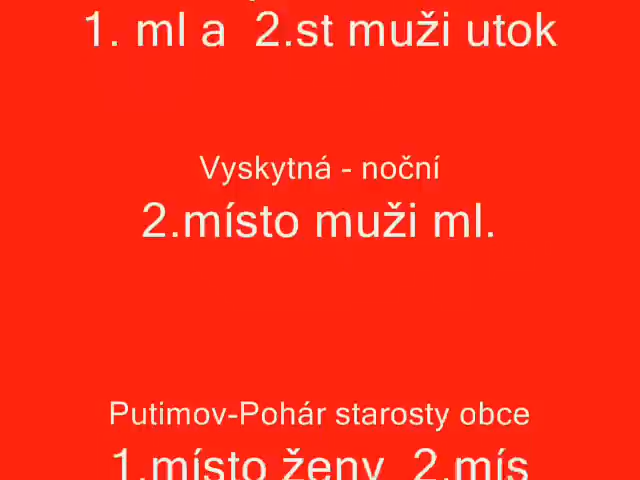 1. ml a 2.st muži utok
Vyskytná - noční
2.místo muži ml.
Putimov-Pohár starosty obce
1.místo ženy 2.mís